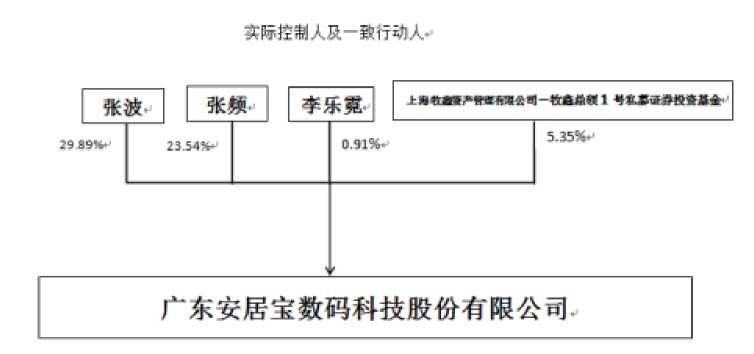 实际控制人及一致行动人
张波
张频
李乐霓
上海牧鑫资产管理有限公司一牧鑫鼎硕1号私募证券投资基金
29.89%
23.54%
0.91%
5.35%
广东安居宝数码科技股份有限公司